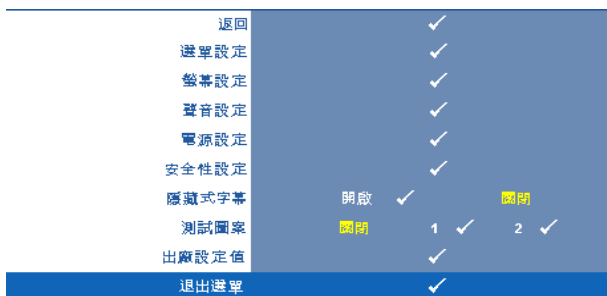 返回 ✓
選單設定 ✓
螢幕設定 ✓
聲音設定 ✓
電源設定 ✓
安全性設定 ✓
隱藏式字幕 開啟 ✓ 關閉
測試圖案 關閉 1 ✓ 2 ✓
出廠設定值 ✓
退出選單 ✓